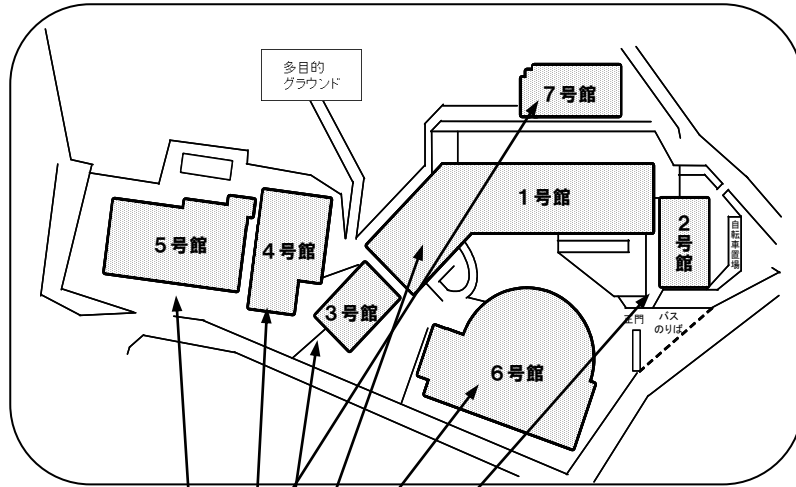 多目的
グラウンド
7号館
1号館
2号館
自転車置場
5号館
4号館
3号館
6号館
正門
バス
のりば